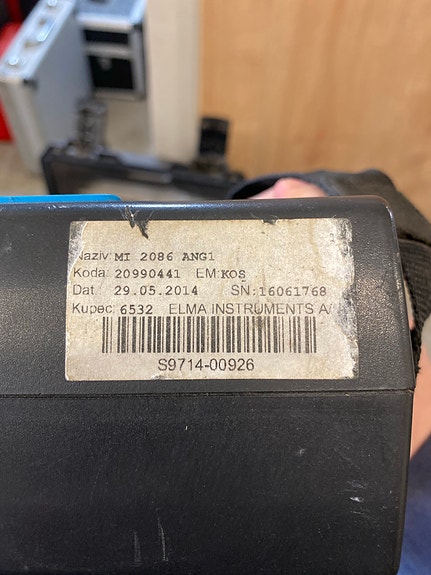 Naziv: MI 2086 ANG1
Koda: 20990441 EM:KOS
Dat : 29.05.2014 SN:16061768
Kupec: 6532 ELMA INSTRUMENTS A/
S9714-00926